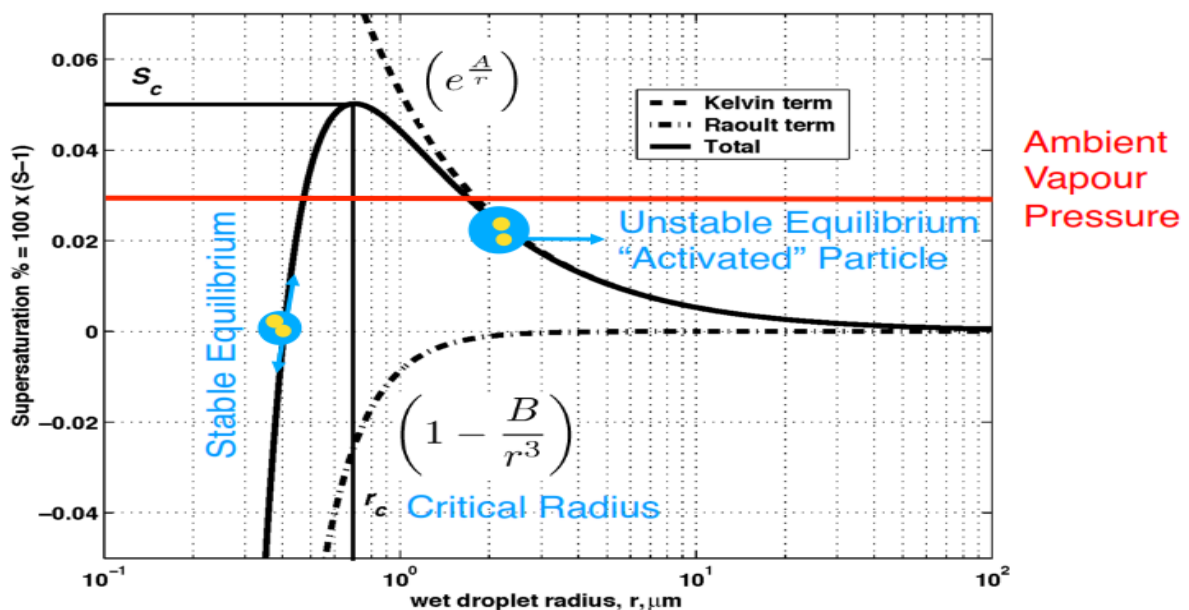 0.06
0.04
0.02
0
−0.02
−0.04
Supersaturation % = 100 x (S−1)
S_c
(e^{A/r})
Kelvin term
Raoult term
Total
Ambient
Vapour
Pressure
Unstable Equilibrium
“Activated” Particle
Stable Equilibrium
(1 − B/r^3)
r_c Critical Radius
10^−1
10^0
10^1
10^2
wet droplet radius, r, μm